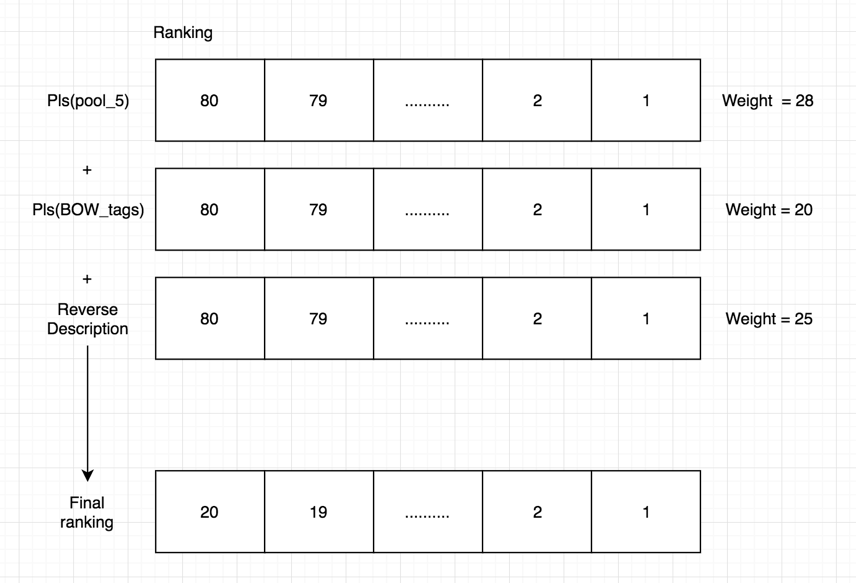 Ranking
Pls(pool_5) 80 79 .......... 2 1 Weight = 28
+
Pls(BOW_tags) 80 79 .......... 2 1 Weight = 20
+
Reverse
Description 80 79 .......... 2 1 Weight = 25
Final
ranking 20 19 .......... 2 1